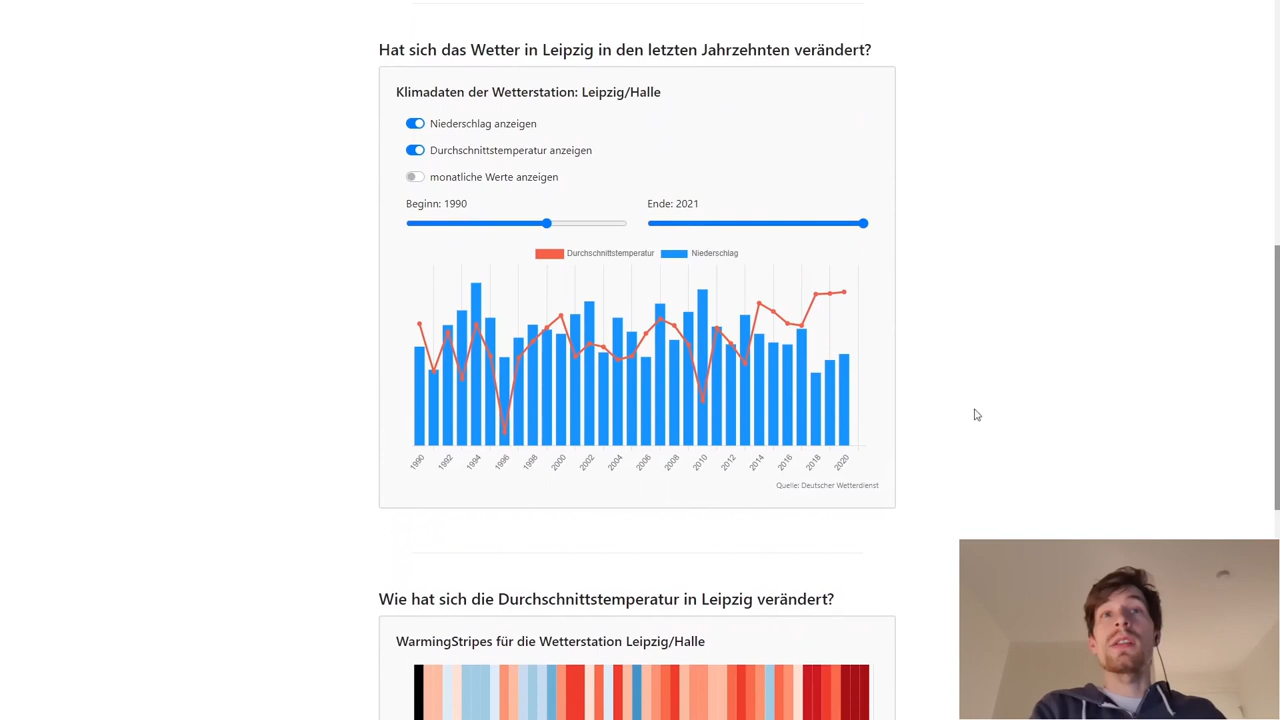 Hat sich das Wetter in Leipzig in den letzten Jahrzehnten verändert?
Klimadaten der Wetterstation: Leipzig/Halle
Niederschlag anzeigen
Durchschnittstemperatur anzeigen
monatliche Werte anzeigen
Beginn: 1990 Ende: 2021
Durchschnittstemperatur Niederschlag
1990 1992 1994 1996 1998 2000 2002 2004 2006 2008 2010 2012 2014 2016 2018 2020
Quelle: Deutscher Wetterdienst
Wie hat sich die Durchschnittstemperatur in Leipzig verändert?
WarmingStripes für die Wetterstation Leipzig/Halle